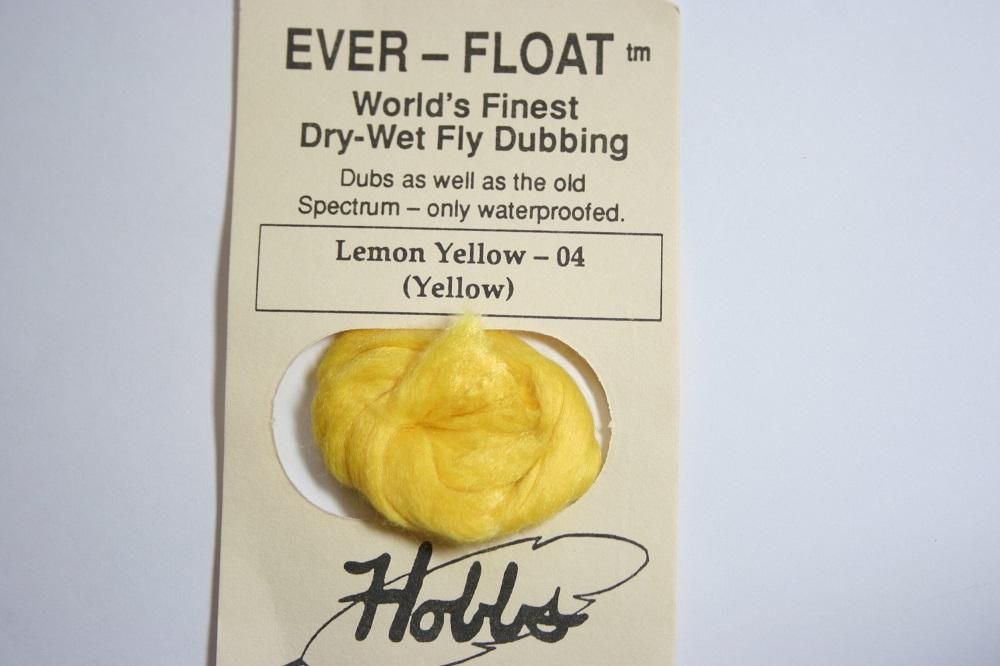 EVER – FLOAT tm
World's Finest
Dry-Wet Fly Dubbing
Dubs as well as the old
Spectrum – only waterproofed.
Lemon Yellow – 04
(Yellow)
Hobbs